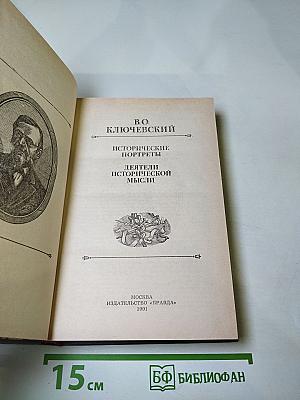 В.О.
КЛЮЧЕВСКИЙ
ИСТОРИЧЕСКИЕ
ПОРТРЕТЫ
ДЕЯТЕЛИ
ИСТОРИЧЕСКОЙ
МЫСЛИ
МОСКВА
ИЗДАТЕЛЬСТВО «ПРАВДА»
1991
15 см
БФ БИБЛИОФАН